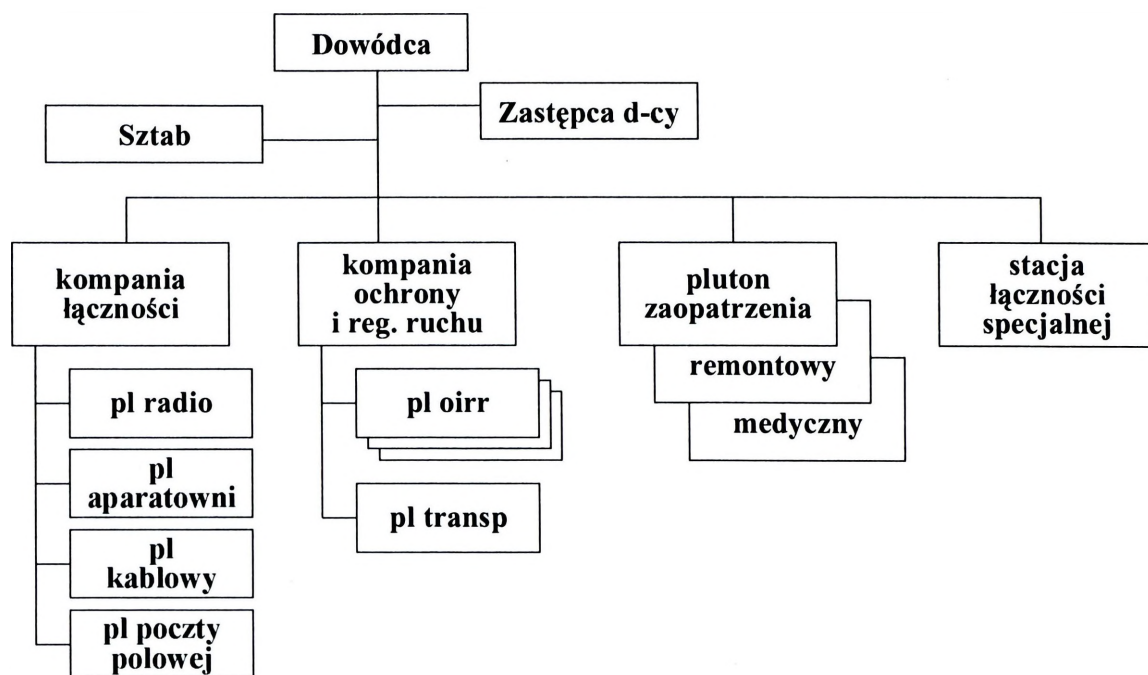 Dowódca
Zastępca d-cy
Sztab
kompania
łączności
kompania
ochrony
i reg. ruchu
pluton
zaopatrzenia
remontowy
medyczny
stacja
łączności
specjalnej
pl radio
pl
aparatowni
pl
kablowy
pl poczty
polowej
pl oirr
pl transp